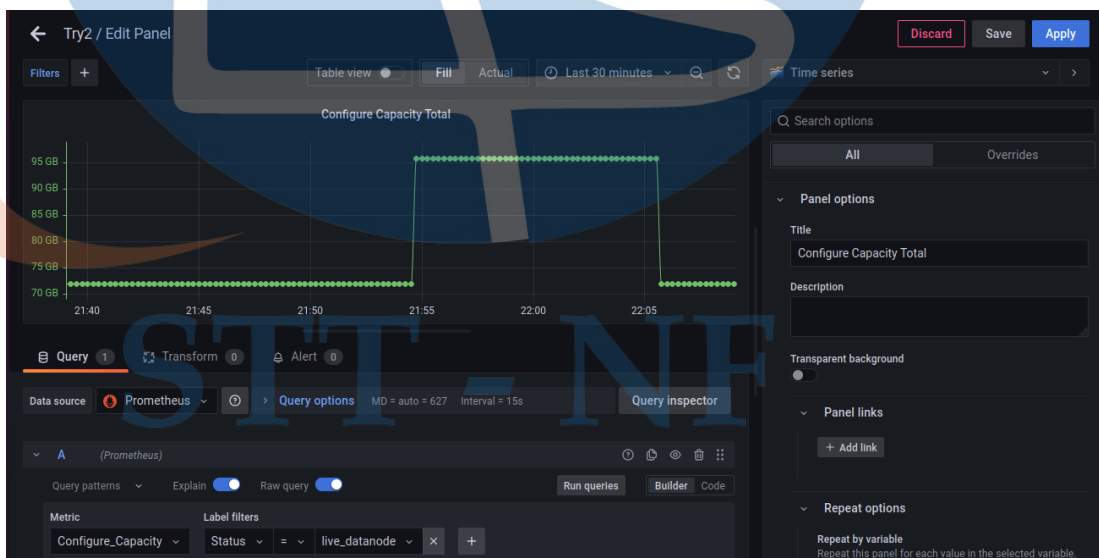 Try2 / Edit Panel
Discard Save Apply
Filters +
Table view Fill Actual Last 30 minutes
Time series
Configure Capacity Total
95 GB
90 GB
85 GB
80 GB
75 GB
70 GB
21:40 21:45 21:50 21:55 22:00 22:05
Search options
All Overrides
Panel options
Title
Configure Capacity Total
Description
Transparent background
Panel links
+ Add link
Repeat options
Repeat by variable
Repeat this panel for each value in the selected variable.
Query 1 Transform 0 Alert 0
Data source Prometheus Query options MD = auto = 627 Interval = 15s Query inspector
A (Prometheus)
Query patterns Explain Raw query Run queries Builder Code
Metric Label filters
Configure_Capacity Status = live_datanode × +
STT - NF